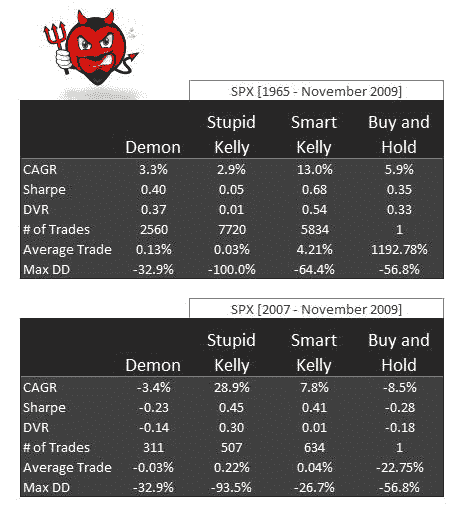 SPX [1965 - November 2009]
Demon Stupid Kelly Smart Kelly Buy and Hold
CAGR 3.3% 2.9% 13.0% 5.9%
Sharpe 0.40 0.05 0.68 0.35
DVR 0.37 0.01 0.54 0.33
# of Trades 2560 7720 5834 1
Average Trade 0.13% 0.03% 4.21% 1192.78%
Max DD -32.9% -100.0% -64.4% -56.8%
SPX [2007 - November 2009]
Demon Stupid Kelly Smart Kelly Buy and Hold
CAGR -3.4% 28.9% 7.8% -8.5%
Sharpe -0.23 0.45 0.41 -0.28
DVR -0.14 0.30 0.01 -0.18
# of Trades 311 507 634 1
Average Trade -0.03% 0.22% 0.04% -22.75%
Max DD -32.9% -93.5% -26.7% -56.8%